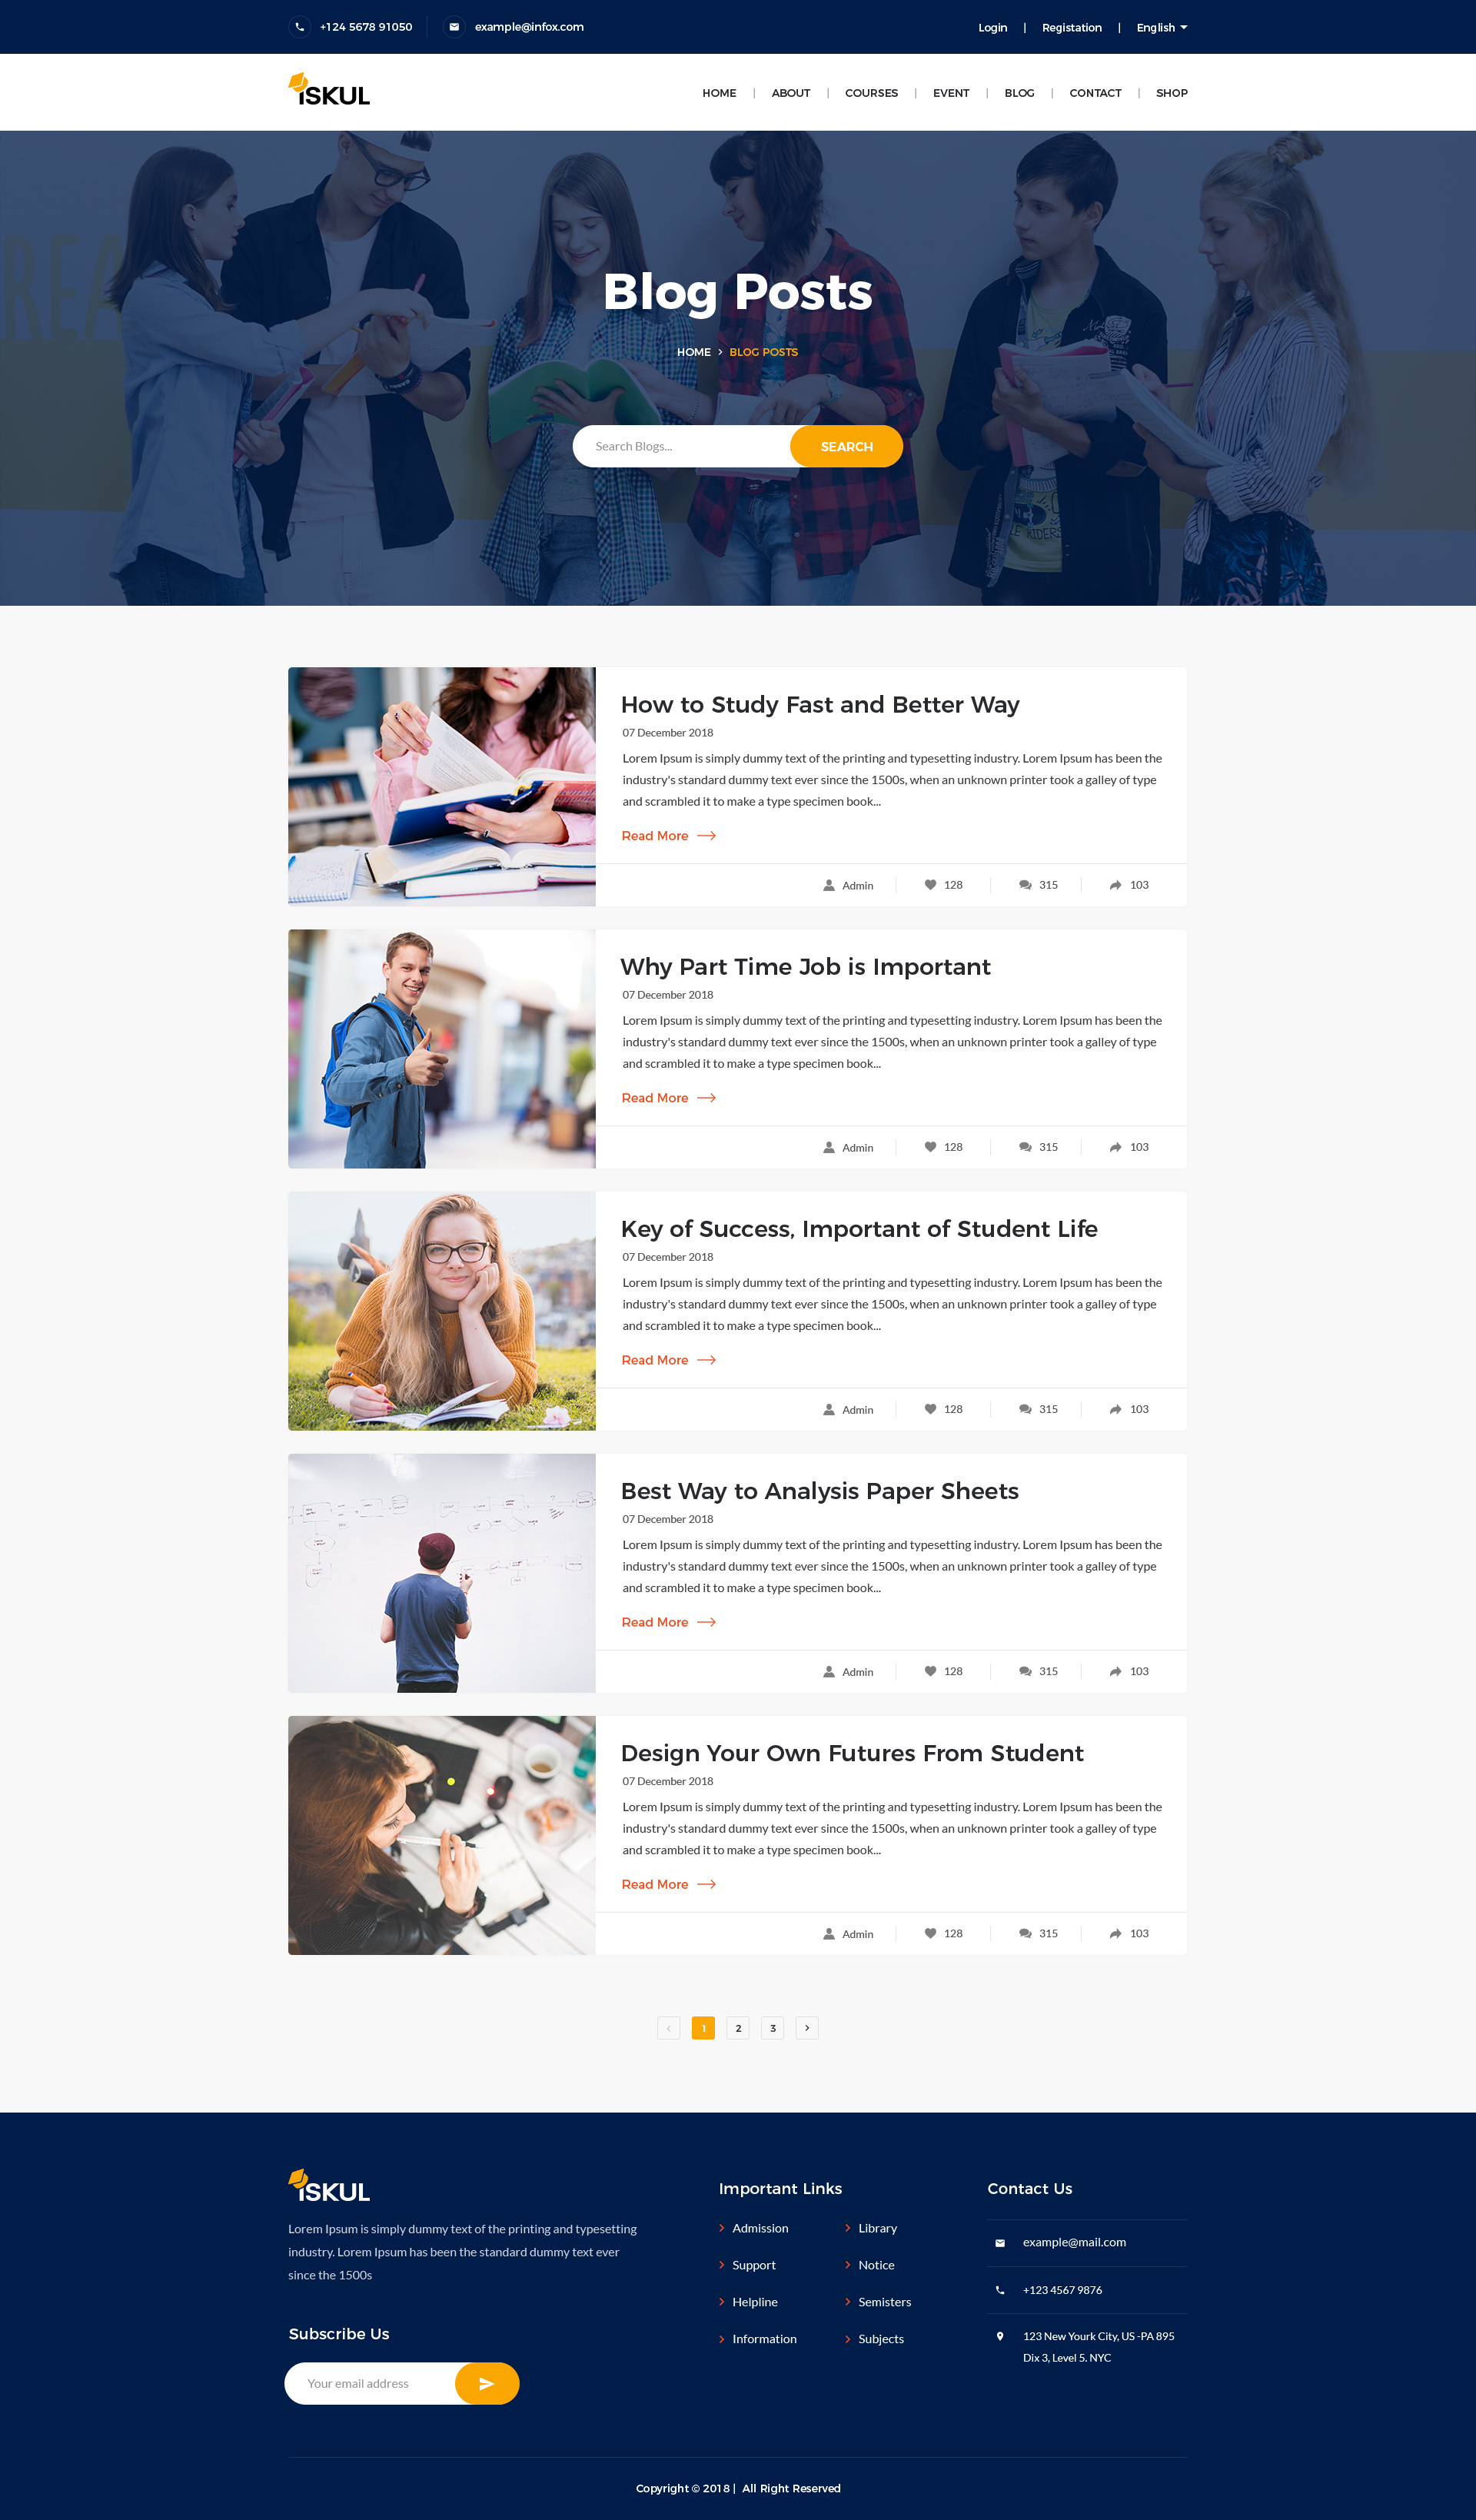 +124 5678 91050
example@infox.com
Login | Registation | English
ISKUL
HOME | ABOUT | COURSES | EVENT | BLOG | CONTACT | SHOP
REA
Blog Posts
HOME > BLOG POSTS
Search Blogs...
SEARCH
How to Study Fast and Better Way
07 December 2018
Lorem Ipsum is simply dummy text of the printing and typesetting industry. Lorem Ipsum has been the
industry's standard dummy text ever since the 1500s, when an unknown printer took a galley of type
and scrambled it to make a type specimen book...
Read More
Admin 128 315 103
Why Part Time Job is Important
07 December 2018
Lorem Ipsum is simply dummy text of the printing and typesetting industry. Lorem Ipsum has been the
industry's standard dummy text ever since the 1500s, when an unknown printer took a galley of type
and scrambled it to make a type specimen book...
Read More
Admin 128 315 103
Key of Success, Important of Student Life
07 December 2018
Lorem Ipsum is simply dummy text of the printing and typesetting industry. Lorem Ipsum has been the
industry's standard dummy text ever since the 1500s, when an unknown printer took a galley of type
and scrambled it to make a type specimen book...
Read More
Admin 128 315 103
Best Way to Analysis Paper Sheets
07 December 2018
Lorem Ipsum is simply dummy text of the printing and typesetting industry. Lorem Ipsum has been the
industry's standard dummy text ever since the 1500s, when an unknown printer took a galley of type
and scrambled it to make a type specimen book...
Read More
Admin 128 315 103
Design Your Own Futures From Student
07 December 2018
Lorem Ipsum is simply dummy text of the printing and typesetting industry. Lorem Ipsum has been the
industry's standard dummy text ever since the 1500s, when an unknown printer took a galley of type
and scrambled it to make a type specimen book...
Read More
Admin 128 315 103
< 1 2 3 >
ISKUL
Lorem Ipsum is simply dummy text of the printing and typesetting
industry. Lorem Ipsum has been the standard dummy text ever
since the 1500s
Subscribe Us
Your email address
Important Links
Admission
Support
Helpline
Information
Library
Notice
Semisters
Subjects
Contact Us
example@mail.com
+123 4567 9876
123 New Yourk City, US -PA 895
Dix 3, Level 5. NYC
Copyright © 2018 | All Right Reserved